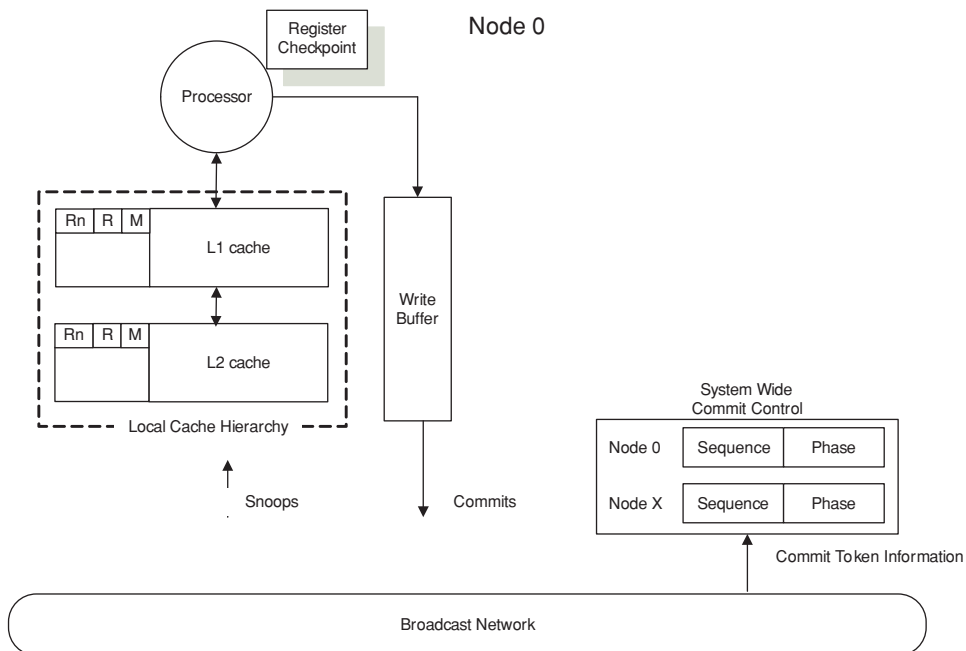 Node 0
Register
Checkpoint
Processor
Rn R M
L1 cache
Rn R M
L2 cache
Local Cache Hierarchy
Write
Buffer
Snoops
Commits
System Wide
Commit Control
Node 0 Sequence Phase
Node X Sequence Phase
Commit Token Information
Broadcast Network